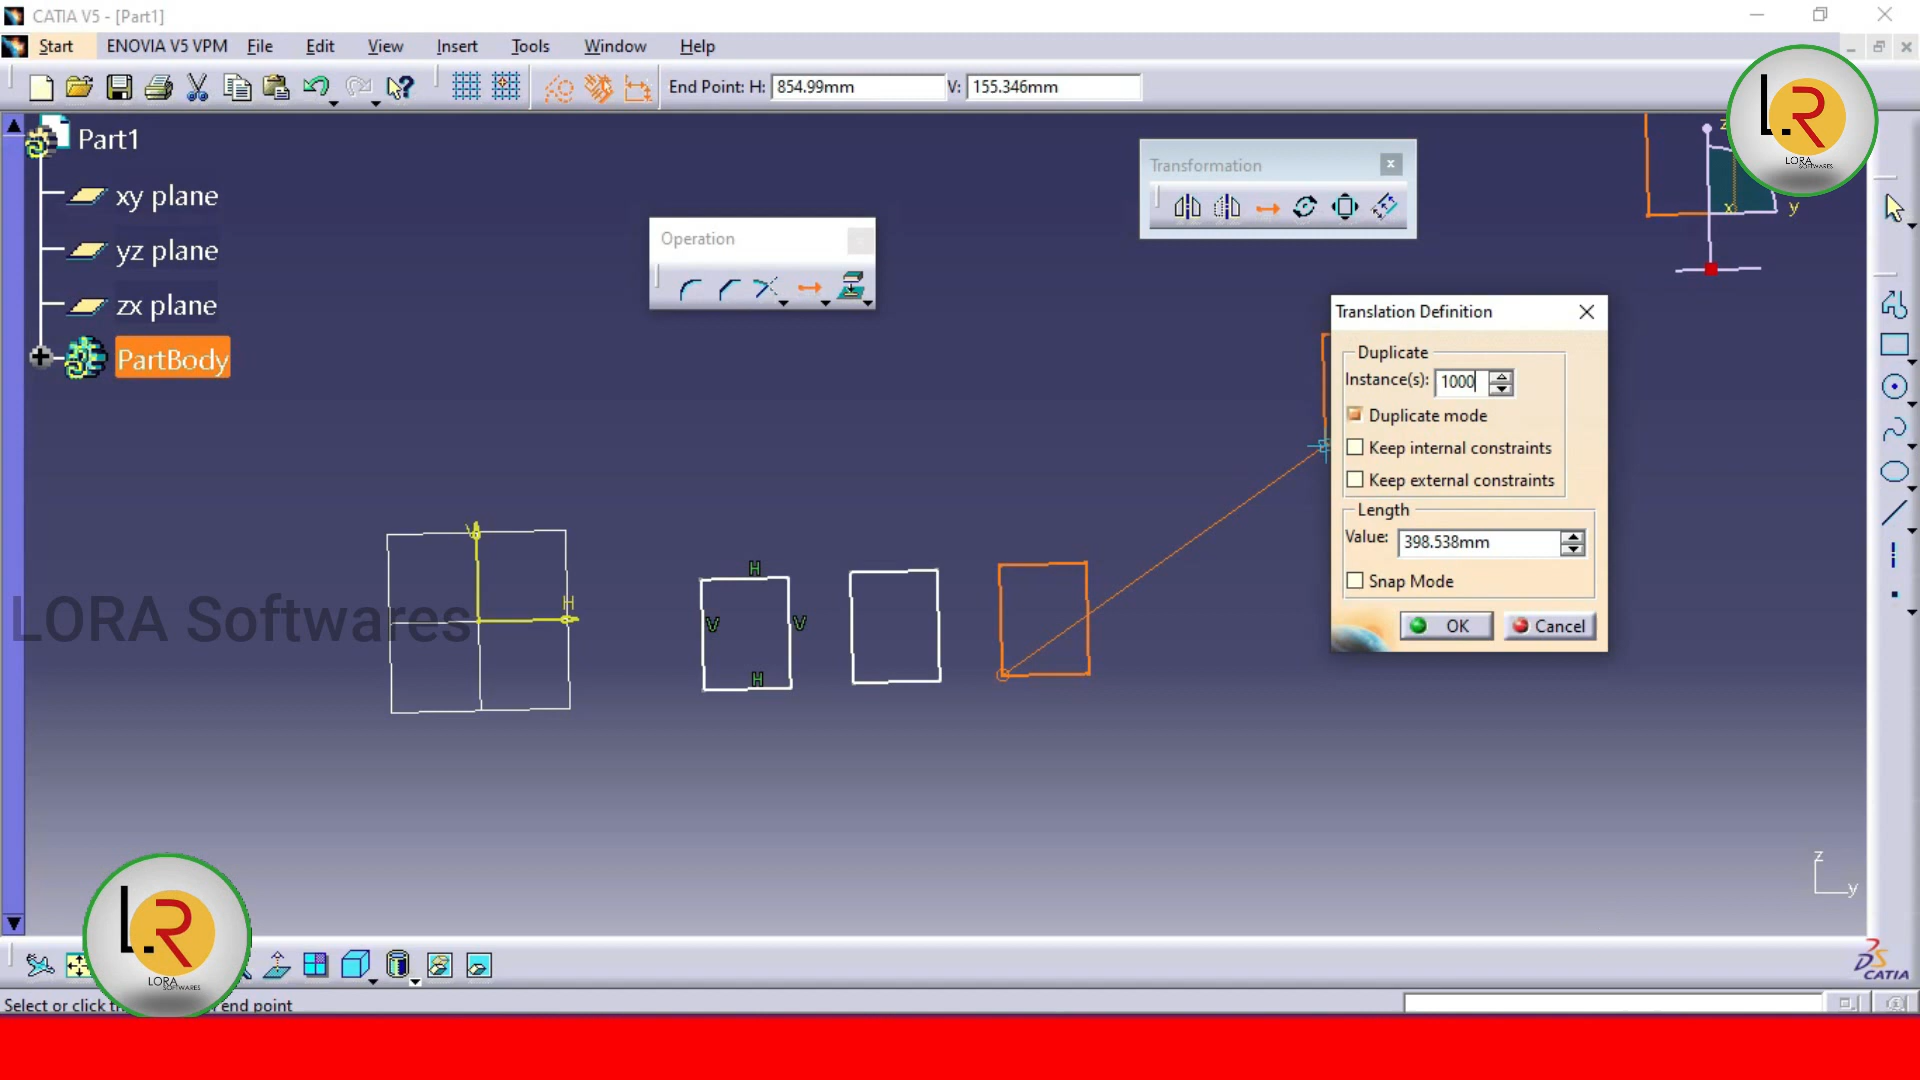 CATIA V5 - [Part1]
Start ENOVIA V5 VPM File Edit View Insert Tools Window Help
End Point: H: 854.99mm V: 155.346mm
Part1
xy plane
yz plane
zx plane
PartBody
Operation
Transformation
z
x
y
L.R
LORA
SOFTWARES
Translation Definition
Duplicate
Instance(s): 1000
Duplicate mode
Keep internal constraints
Keep external constraints
Length
Value: 398.538mm
Snap Mode
OK Cancel
V
H
H
V V
H
LORA Softwares
z
y
L.R
LORA
SOFTWARES
DS
CATIA
Select or click t end point